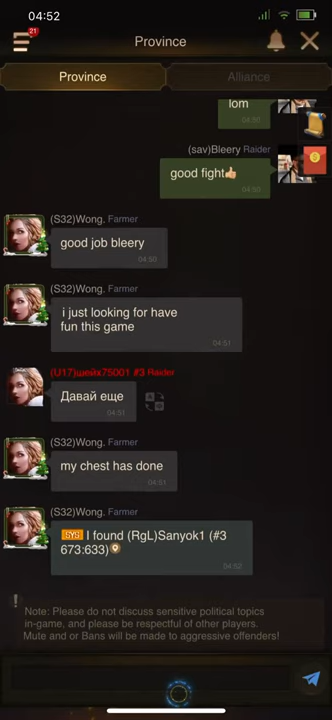 04:52
21
Province
Province
Alliance
lom
04:50
(sav)Bleery Raider
good fight👍
04:50
(S32)Wong. Farmer
good job bleery
04:50
(S32)Wong. Farmer
i just looking for have
fun this game
04:51
(U17)шейх75001 #3 Raider
Давай еще
04:51
(S32)Wong. Farmer
my chest has done
04:51
(S32)Wong. Farmer
SYS I found (RgL)Sanyok1 (#3
673:633)
04:52
Note: Please do not discuss sensitive political topics
in-game, and please be respectful of other players.
Mute and or Bans will be made to aggressive offenders!